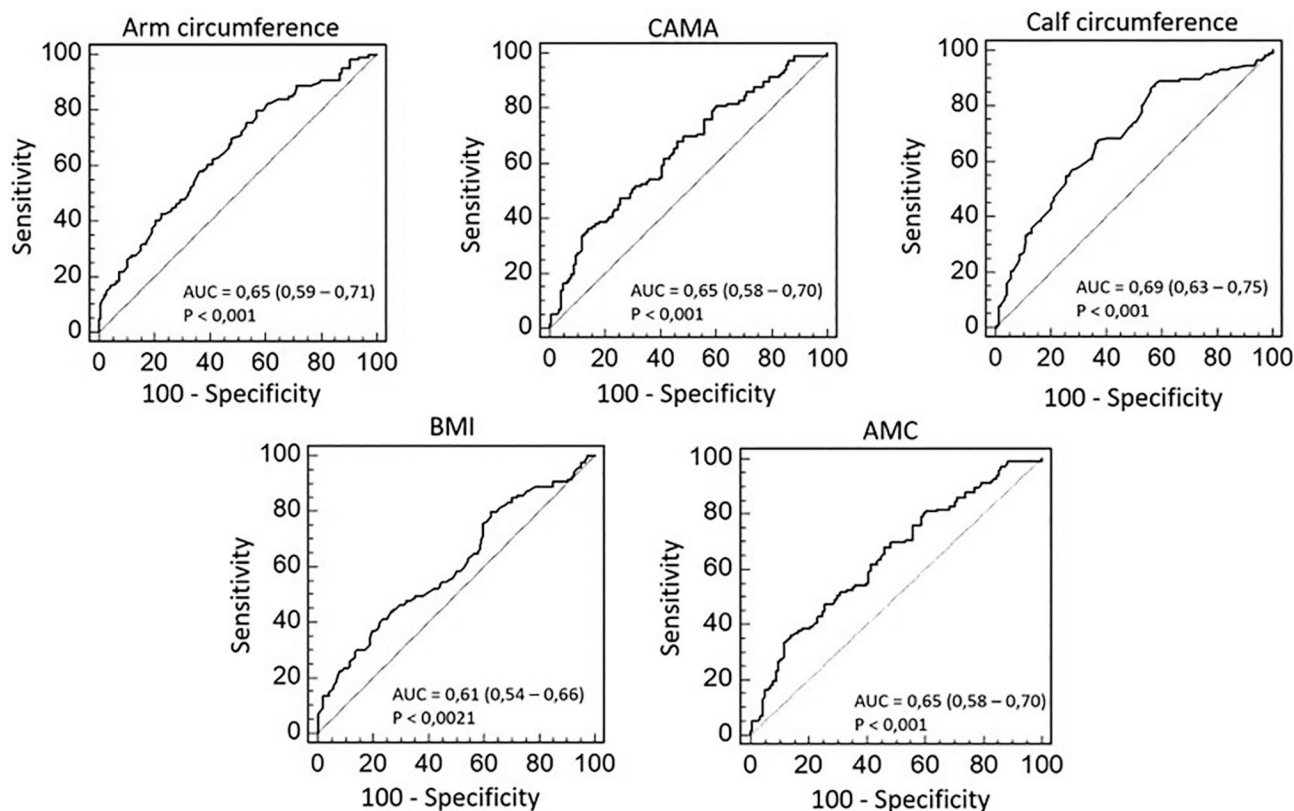 Arm circumference
100
80
60
40
20
0
Sensitivity
AUC = 0,65 (0,59 – 0,71)
P < 0,001
0 20 40 60 80 100
100 - Specificity
CAMA
100
80
60
40
20
0
Sensitivity
AUC = 0,65 (0,58 – 0,70)
P < 0,001
0 20 40 60 80 100
100 - Specificity
Calf circumference
100
80
60
40
20
0
Sensitivity
AUC = 0,69 (0,63 – 0,75)
P < 0,001
0 20 40 60 80 100
100 - Specificity
BMI
100
80
60
40
20
0
Sensitivity
AUC = 0,61 (0,54 – 0,66)
P < 0,0021
0 20 40 60 80 100
100 - Specificity
AMC
100
80
60
40
20
0
Sensitivity
AUC = 0,65 (0,58 – 0,70)
P < 0,001
0 20 40 60 80 100
100 - Specificity